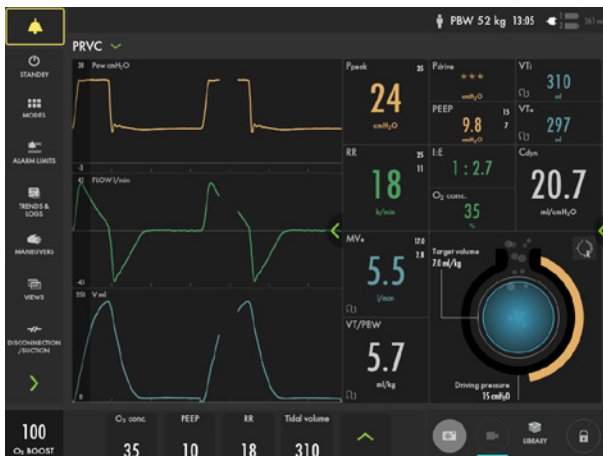 PBW 52 kg 13:05
PRVC
STANDBY
MODES
ALARM LIMITS
TRENDS &
LOGS
MANEUVERS
VIEWS
DISCONNECTION
/SUCTION
100
O₂ BOOST
Paw cmH₂O
-5
FLOW l/min
V ml
350
0
Ppeak
35
24
cmH₂O
RR
25
11
18
b/min
MVe
5.5
l/min
VT/PBW
5.7
ml/kg
Pdrive
***
cmH₂O
PEEP
15
7
9.8
cmH₂O
I:E
1 : 2.7
O₂ conc.
35
%
VTi
310
ml
VTe
297
ml
Cdyn
20.7
ml/cmH₂O
Target volume
Driving pressure
15 cmH₂O
O₂ conc.
35
PEEP
10
RR
18
Tidal volume
310
LIBRARY